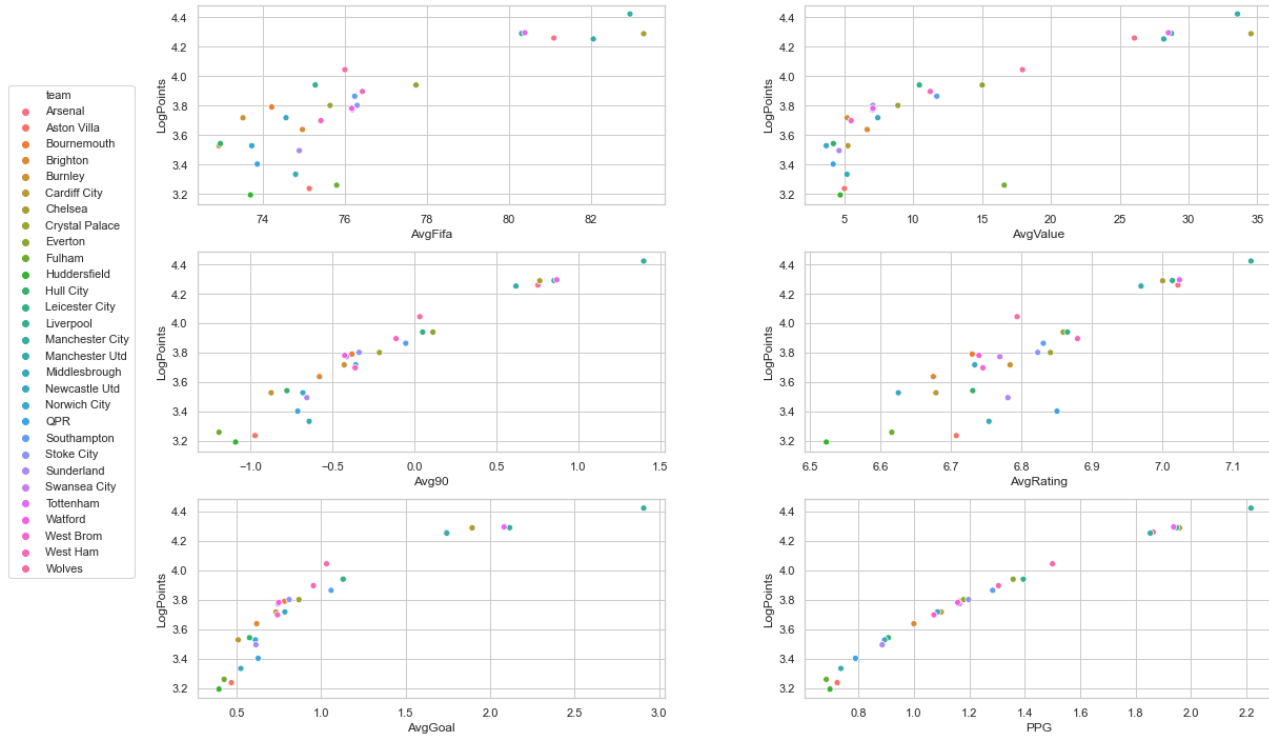 team
Arsenal
Aston Villa
Bournemouth
Brighton
Burnley
Cardiff City
Chelsea
Crystal Palace
Everton
Fulham
Huddersfield
Hull City
Leicester City
Liverpool
Manchester City
Manchester Utd
Middlesbrough
Newcastle Utd
Norwich City
QPR
Southampton
Stoke City
Sunderland
Swansea City
Tottenham
Watford
West Brom
West Ham
Wolves
4.4
4.2
4.0
3.8
3.6
3.4
3.2
LogPoints
74 76 78 80 82
AvgFifa
4.4
4.2
4.0
3.8
3.6
3.4
3.2
LogPoints
5 10 15 20 25 30 35
AvgValue
4.4
4.2
4.0
3.8
3.6
3.4
3.2
LogPoints
−1.0 −0.5 0.0 0.5 1.0 1.5
Avg90
4.4
4.2
4.0
3.8
3.6
3.4
3.2
LogPoints
6.5 6.6 6.7 6.8 6.9 7.0 7.1
AvgRating
4.4
4.2
4.0
3.8
3.6
3.4
3.2
LogPoints
0.5 1.0 1.5 2.0 2.5 3.0
AvgGoal
4.4
4.2
4.0
3.8
3.6
3.4
3.2
LogPoints
0.8 1.0 1.2 1.4 1.6 1.8 2.0 2.2
PPG